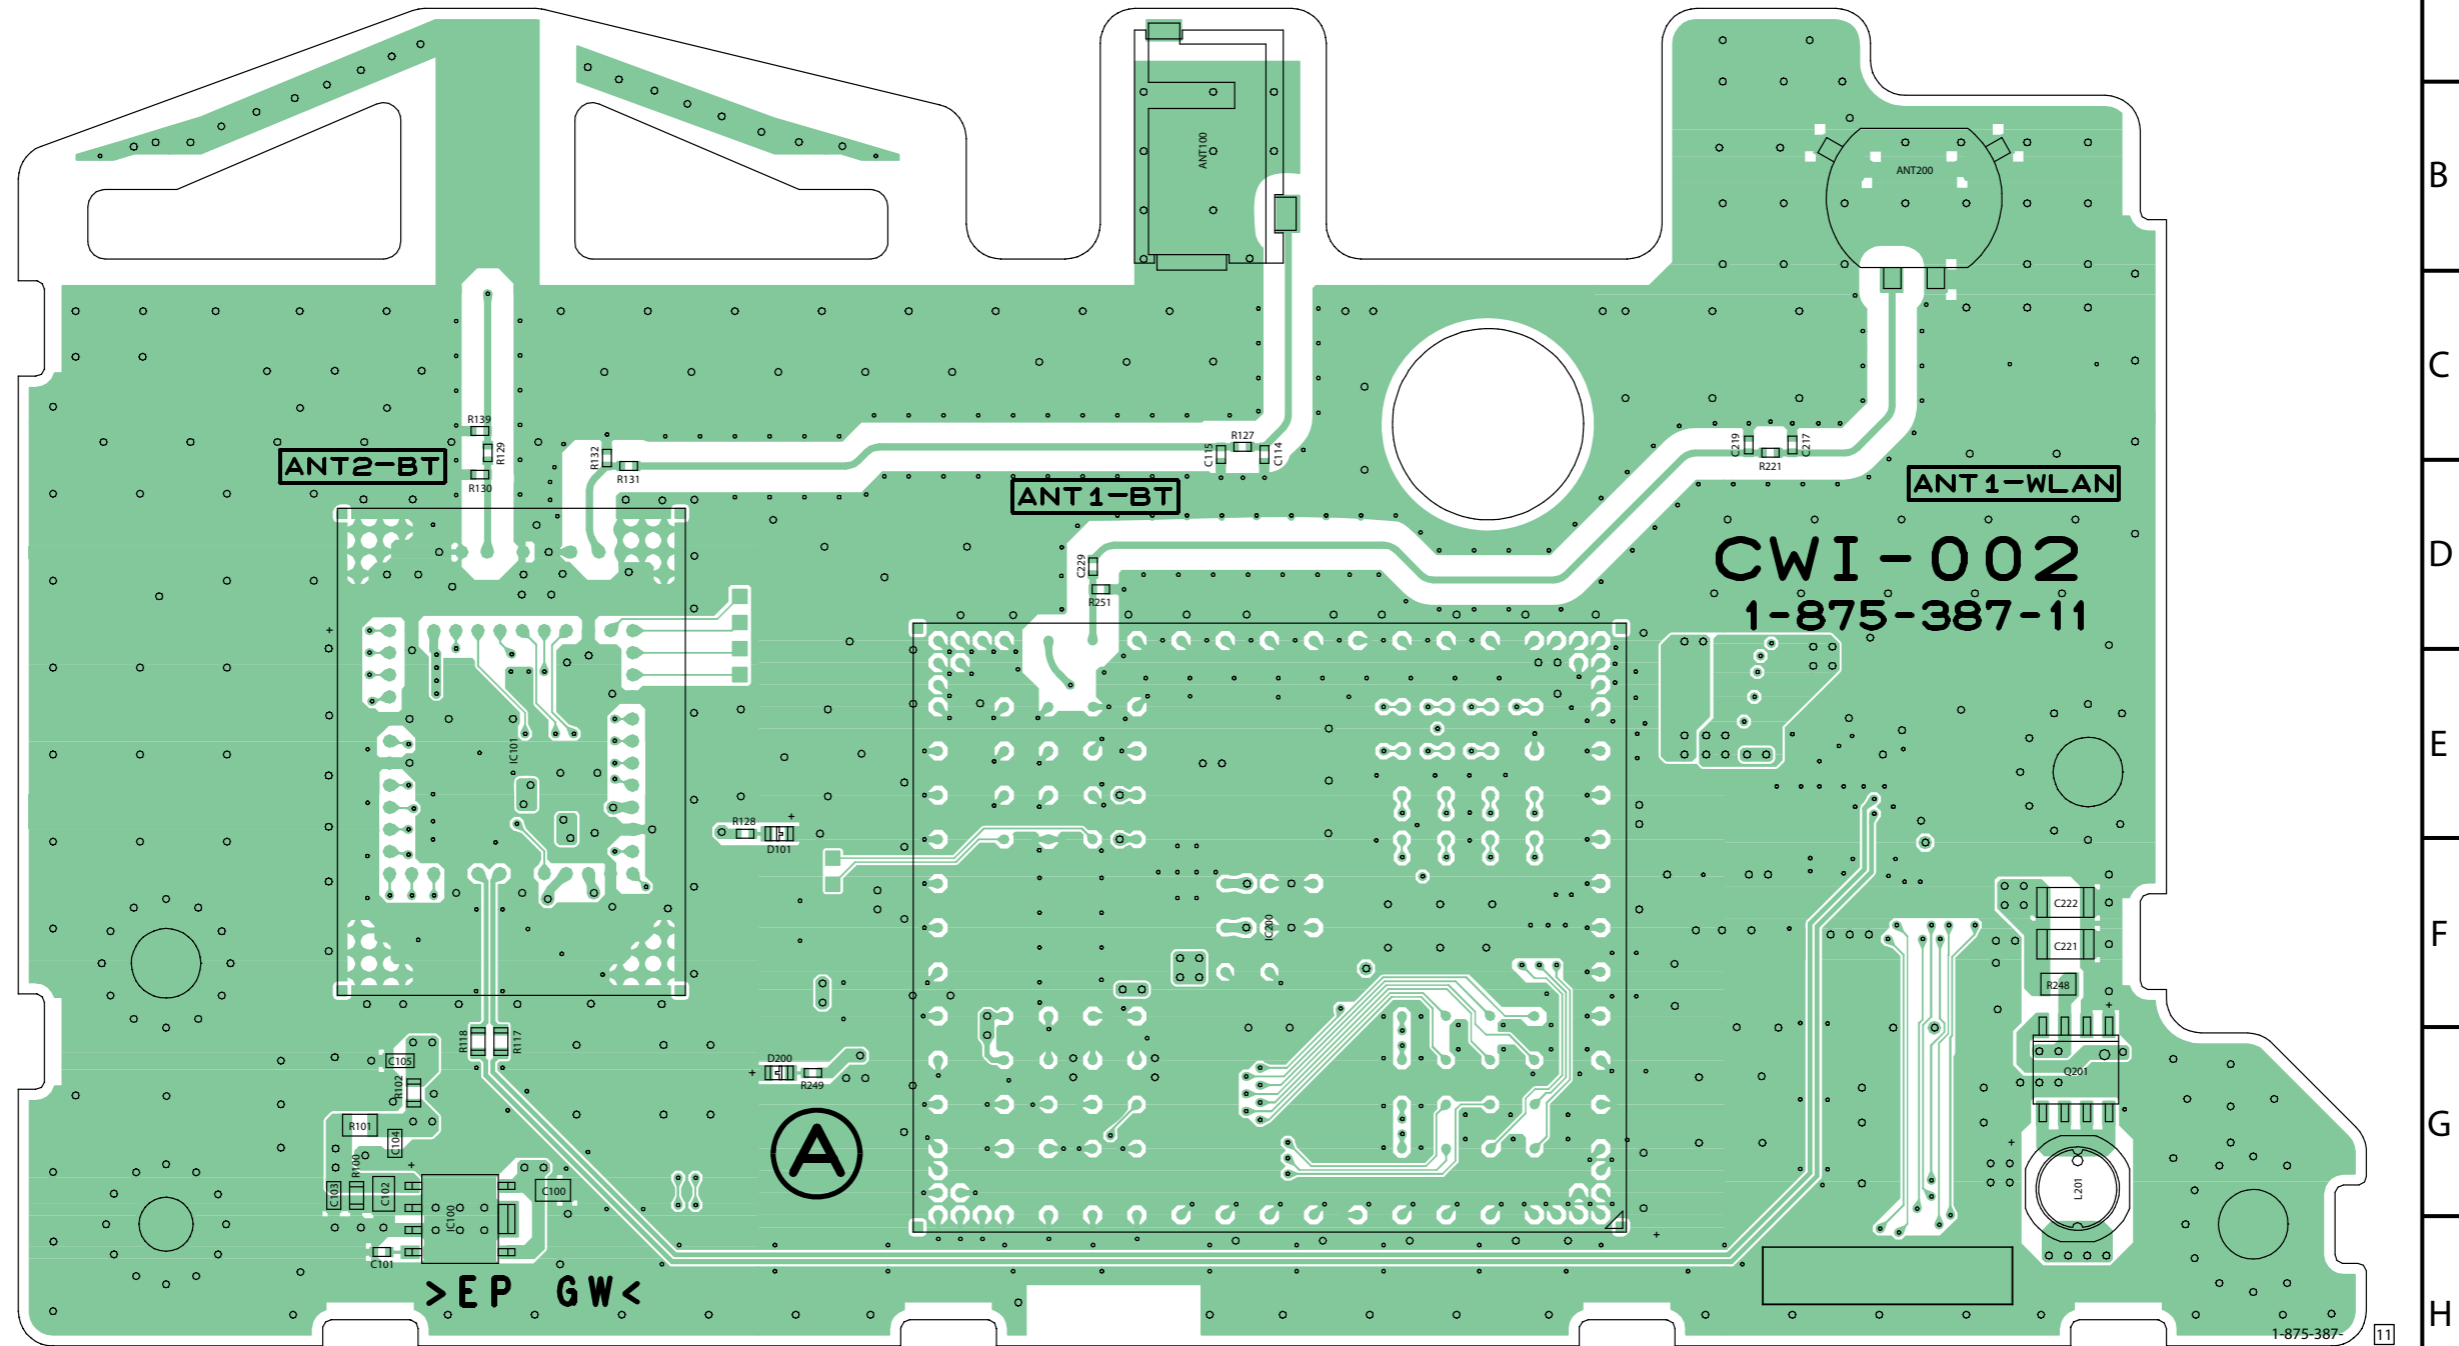 ANT100
B
ANT200
C
R139
R129
ANT2-BT
R130
R132
R131
R127
C115
C114
C219
C217
R221
ANT1-BT
ANT1-WLAN
CWI-002
D
C229
R251
1-875-387-11
+
IC101
E
R128
+
D101
C222
IC200
F
C221
R248
+
R118
R117
C105
D200
+
R249
R102
Q201
R101
C104
A
G
+
+
R100
C103
C102
C100
L201
IC100
+
C101
>EP GW<
H
1-875-387-
11